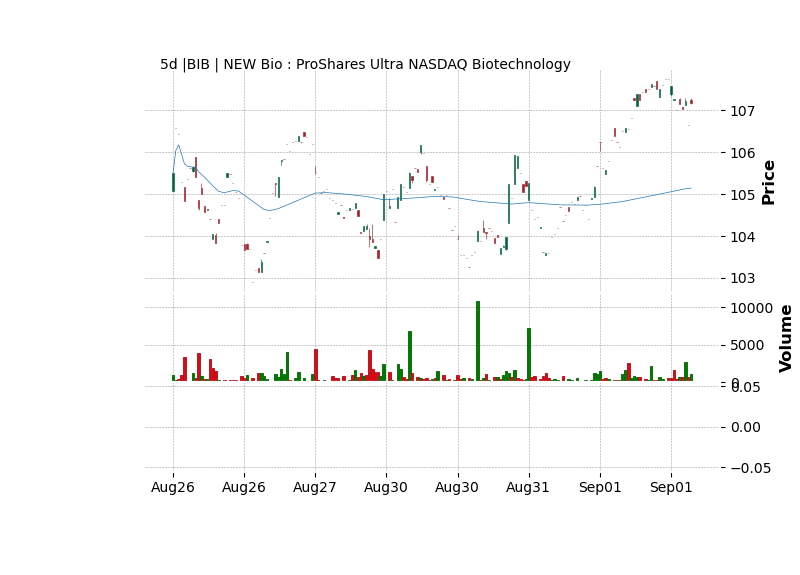 5d |BIB | NEW Bio : ProShares Ultra NASDAQ Biotechnology
107
106
105
104
103
Price
10000
5000
0
Volume
0.05
0.00
−0.05
Aug26 Aug26 Aug27 Aug30 Aug30 Aug31 Sep01 Sep01